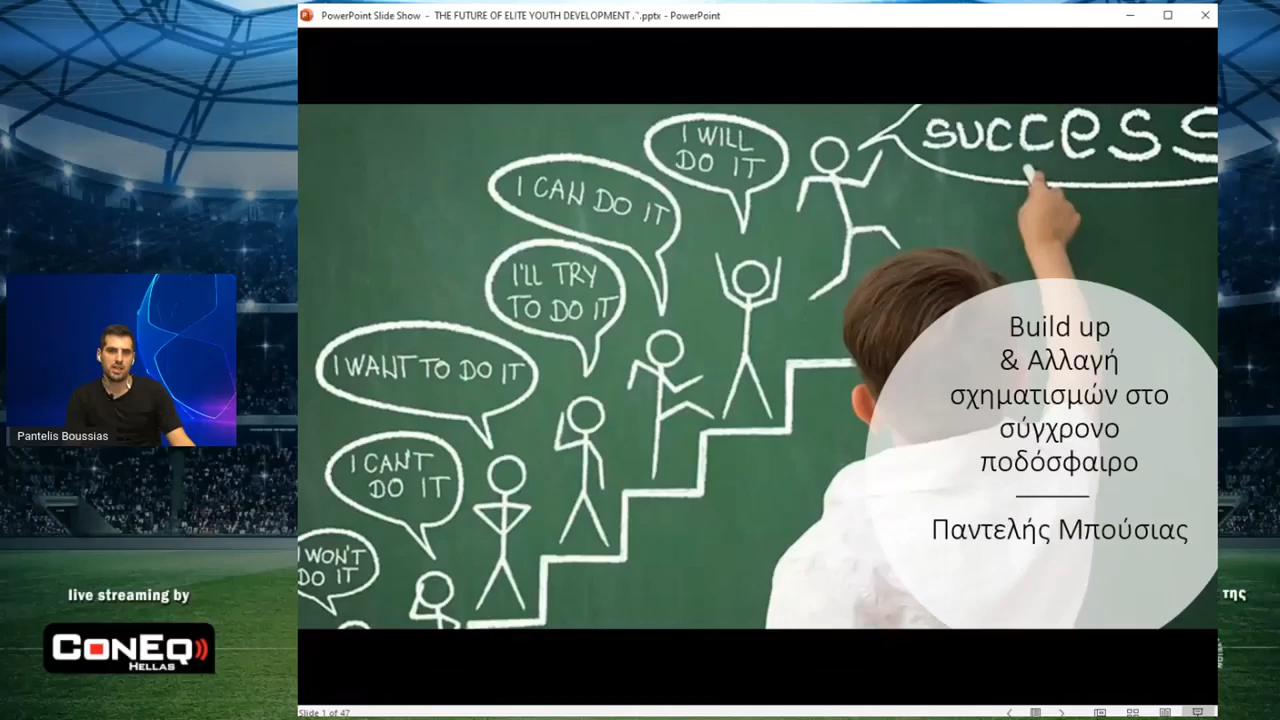 PowerPoint Slide Show - THE FUTURE OF ELITE YOUTH DEVELOPMENT ,¨.pptx - PowerPoint
SUCCESS
I WILL
DO IT
I CAN DO IT
I'LL TRY
TO DO IT
I WANT TO DO IT
I CAN'T
DO IT
I WON'T
DO IT
Build up
& Αλλαγή
σχηματισμών στο
σύγχρονο
ποδόσφαιρο
Παντελής Μπούσιας
Pantelis Boussias
live streaming by
CONEQ
HELLAS
της
Slide 1 of 47